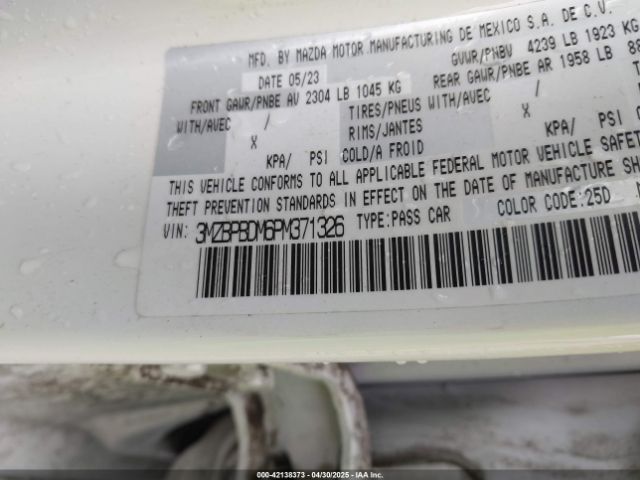 MFD. BY MAZDA MOTOR MANUFACTURING DE MEXICO S.A. DE C.V.
DATE 05/23 GVWR/PNBV 4239 LB 1923 KG
FRONT GAWR/PNBE AV 2304 LB 1045 KG REAR GAWR/PNBE AR 1958 LB
WITH/AVEC / TIRES/PNEUS WITH/AVEC /
X RIMS/JANTES X
KPA/ PSI COLD/A FROID KPA/ PSI
THIS VEHICLE CONFORMS TO ALL APPLICABLE FEDERAL MOTOR VEHICLE SAFETY
THEFT PREVENTION STANDARDS IN EFFECT ON THE DATE OF MANUFACTURE
VIN: 3MZBPBDM6PM371326 TYPE:PASS CAR COLOR CODE:25D
000-42138373 04/30/2025 - IAAI.COM